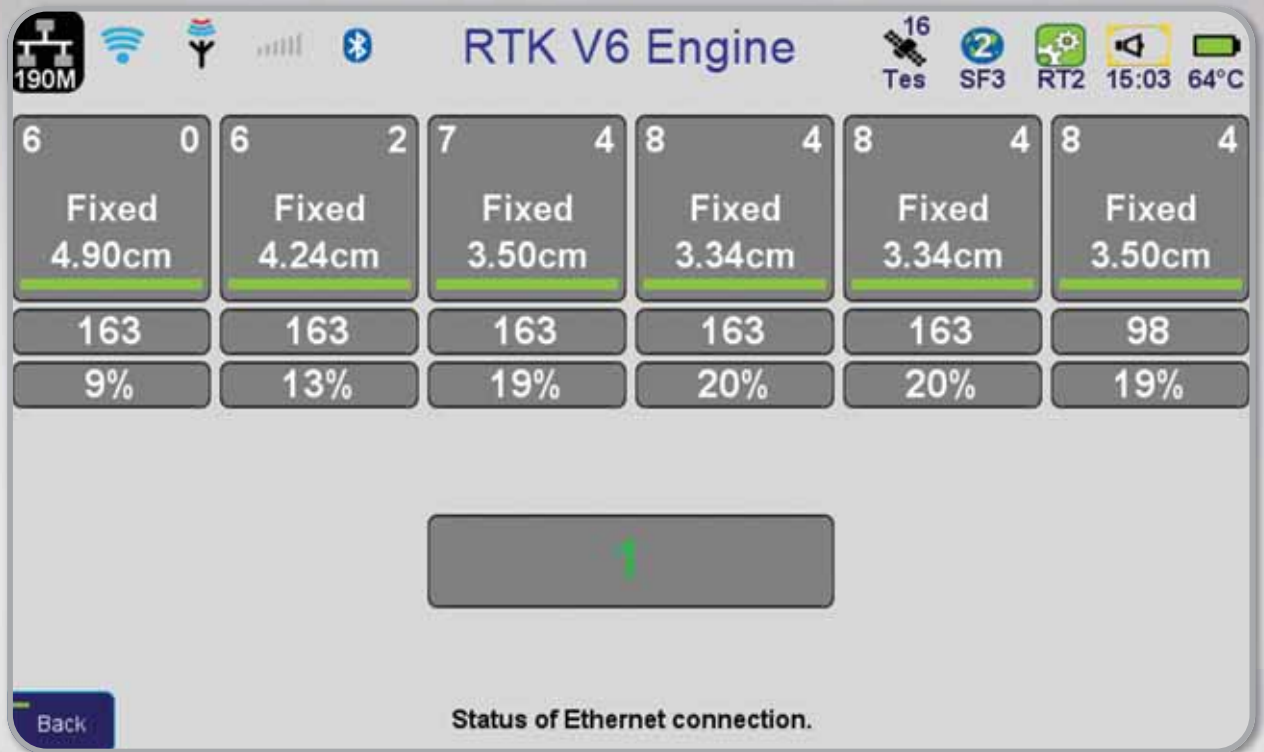 190M
RTK V6 Engine
16
Tes
2
SF3
RT2
15:03
64°C
6 0 6 2 7 4 8 4 8 4 8 4
Fixed Fixed Fixed Fixed Fixed Fixed
4.90cm 4.24cm 3.50cm 3.34cm 3.34cm 3.50cm
163 163 163 163 163 98
9% 13% 19% 20% 20% 19%
1
Back
Status of Ethernet connection.